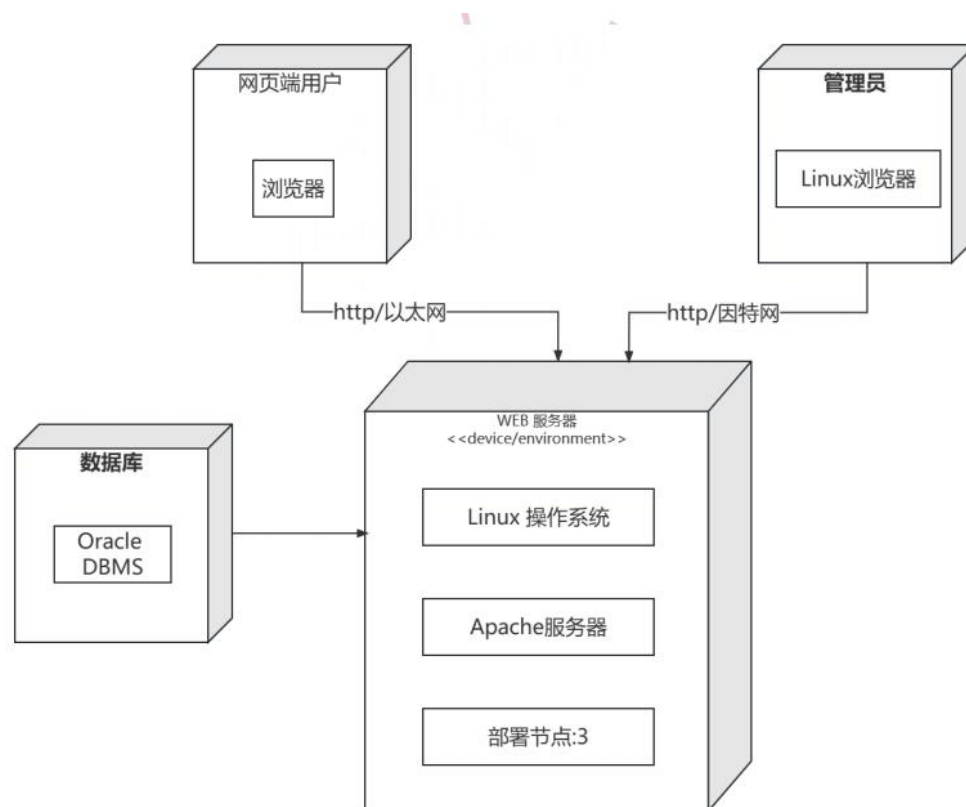 网页端用户
浏览器
管理员
Linux浏览器
http/以太网
http/因特网
WEB 服务器
<<device/environment>>
数据库
Oracle
DBMS
Linux 操作系统
Apache服务器
部署节点:3